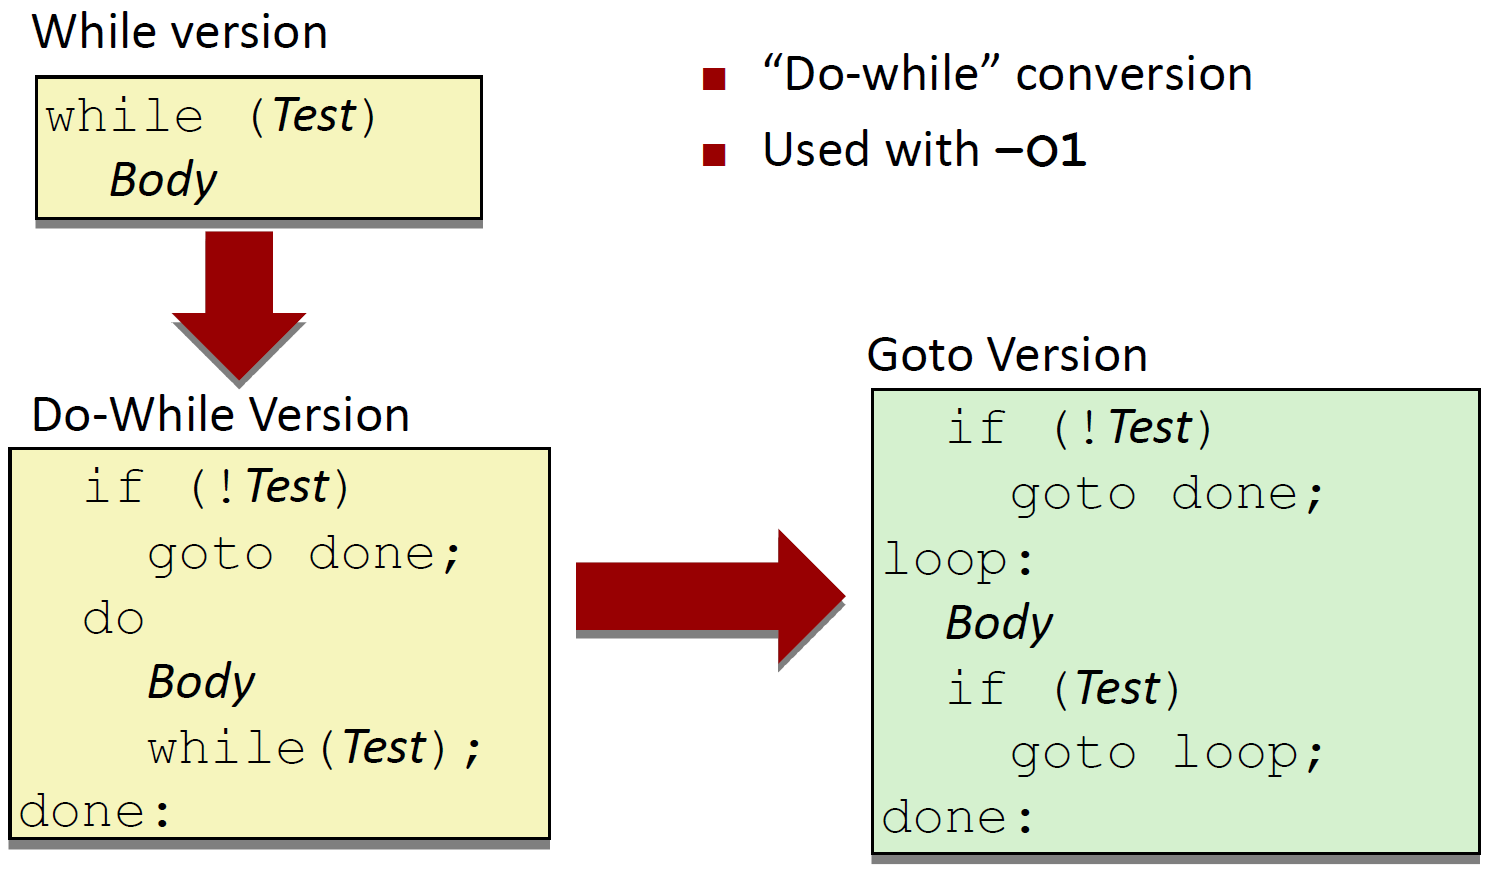 While version
while (Test)
Body
“Do-while” conversion
Used with –O1
Do-While Version
if (!Test)
goto done;
do
Body
while(Test);
done:
Goto Version
if (!Test)
goto done;
loop:
Body
if (Test)
goto loop;
done: